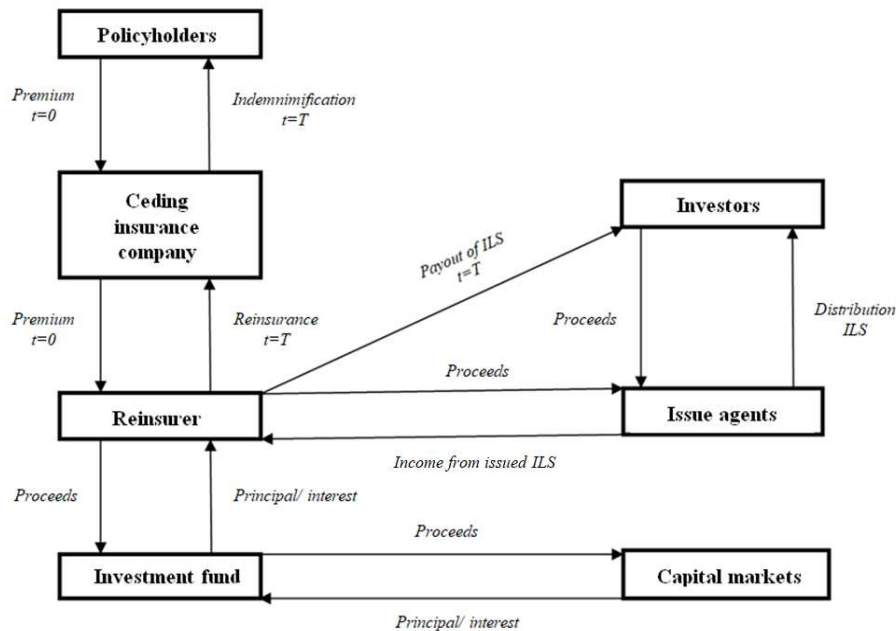 Policyholders
Premium
t=0
Indemnimification
t=T
Ceding
insurance
company
Investors
Payout of ILS
t=T
Premium
t=0
Reinsurance
t=T
Proceeds
Distribution
ILS
Proceeds
Reinsurer
Issue agents
Income from issued ILS
Proceeds
Principal/ interest
Proceeds
Investment fund
Capital markets
Principal/ interest